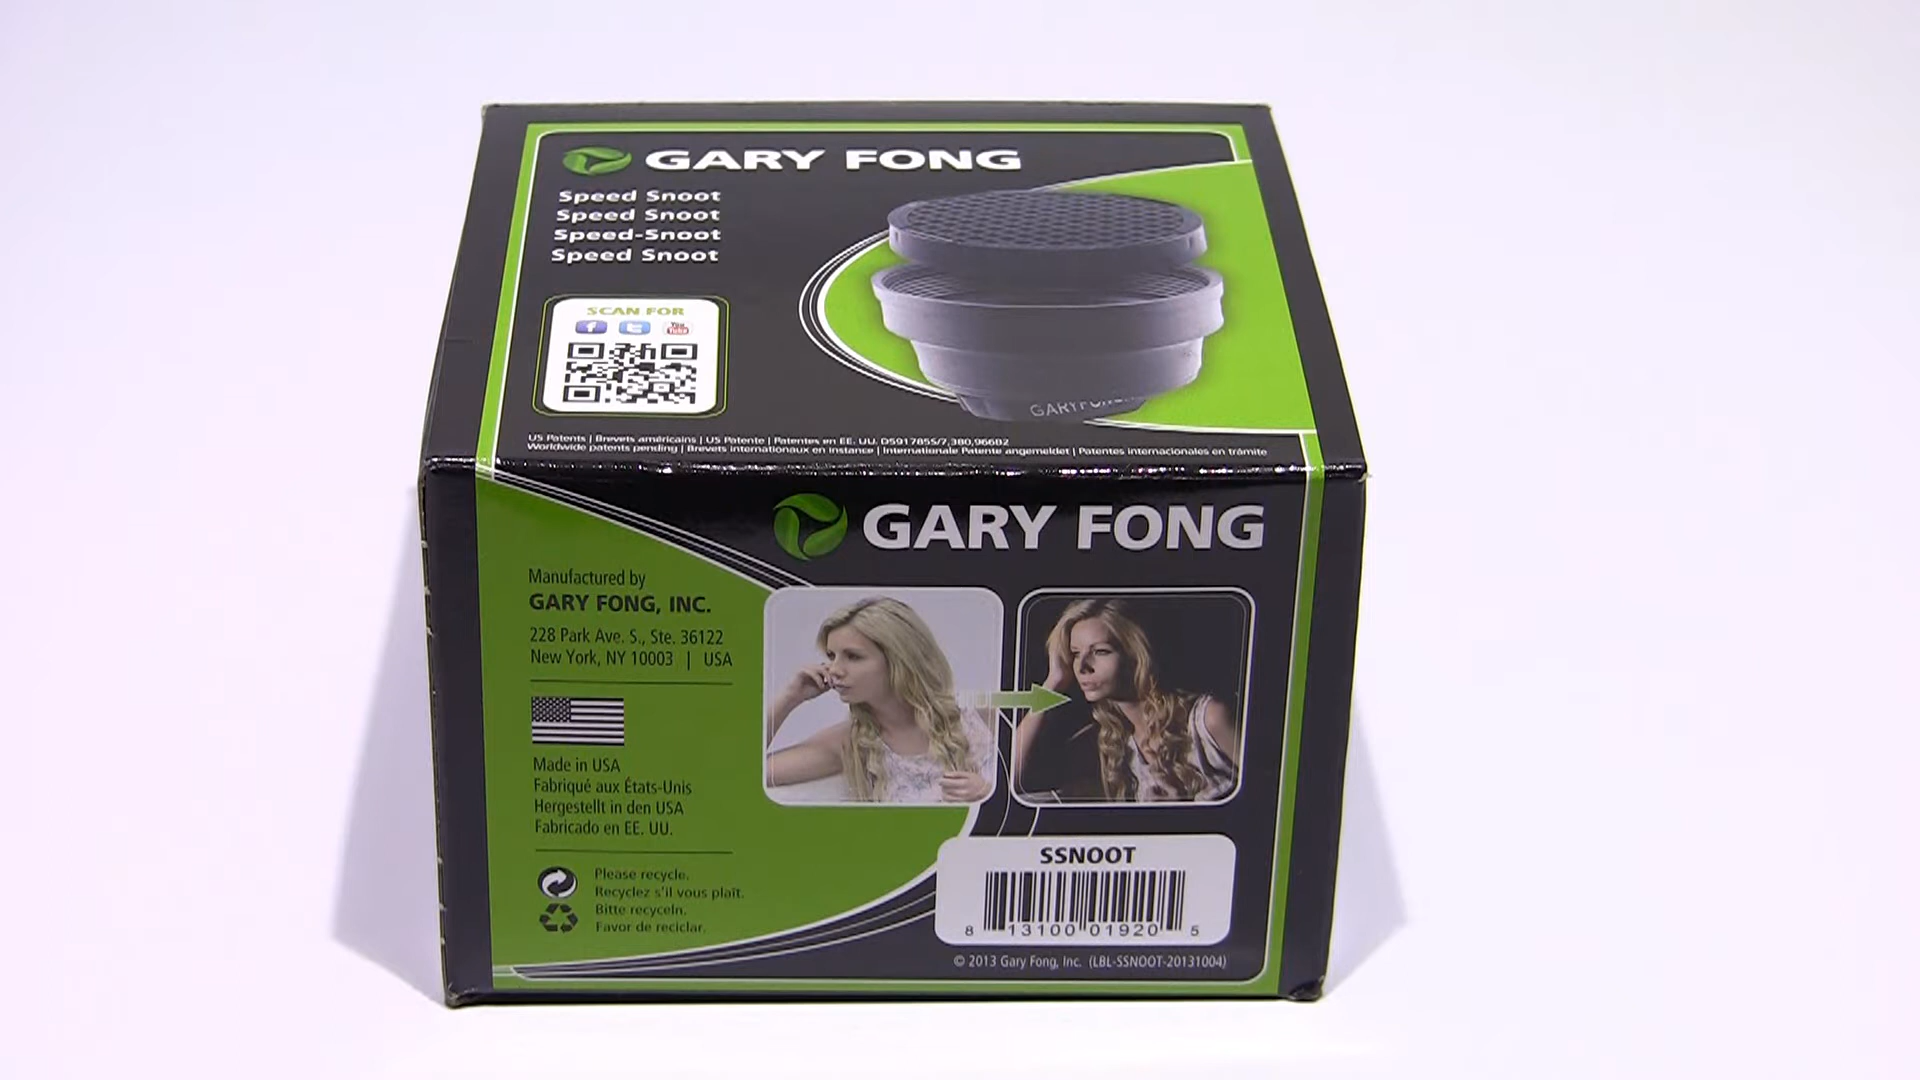 GARY FONG
Speed Snoot
Speed Snoot
Speed-Snoot
Speed Snoot
SCAN FOR
You Tube
US Patents | Brevets américains | US Patente | Patentes en EE. UU. D591785S/7,380,966B2
Worldwide patents pending | Brevets internationaux en instance | Internationale Patente angemeldet | Patentes internacionales en trámite
GARY FONG
Manufactured by
GARY FONG, INC.
228 Park Ave. S., Ste. 36122
New York, NY 10003 | USA
Made in USA
Fabriqué aux États-Unis
Hergestellt in den USA
Fabricado en EE. UU.
Please recycle.
Recyclez s'il vous plaît.
Bitte recyceln.
Favor de reciclar.
SSNOOT
8 13100 01920 5
© 2013 Gary Fong, Inc. (LBL-SSNOOT-20131004)